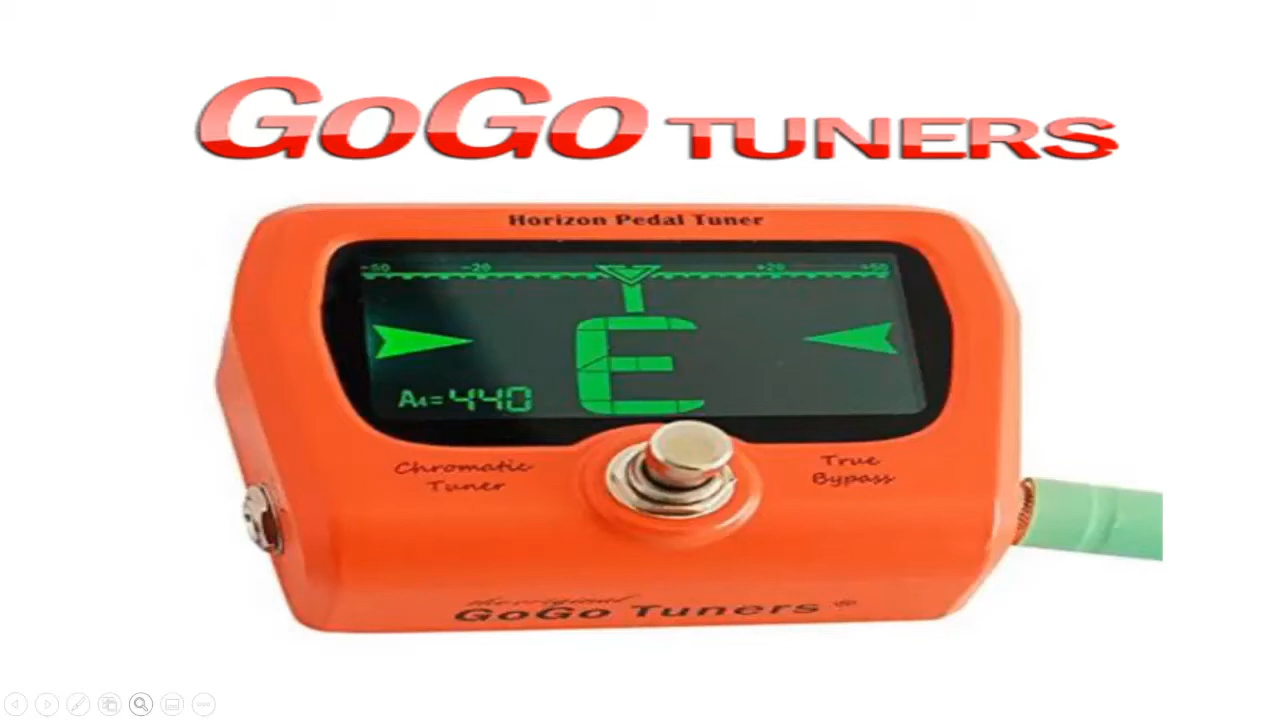 GoGo TUNERS
Horizon Pedal Tuner
-50 -20 +20 +50
E
A4=440
Chromatic
Tuner
True
Bypass
the original
GoGo Tuners ®